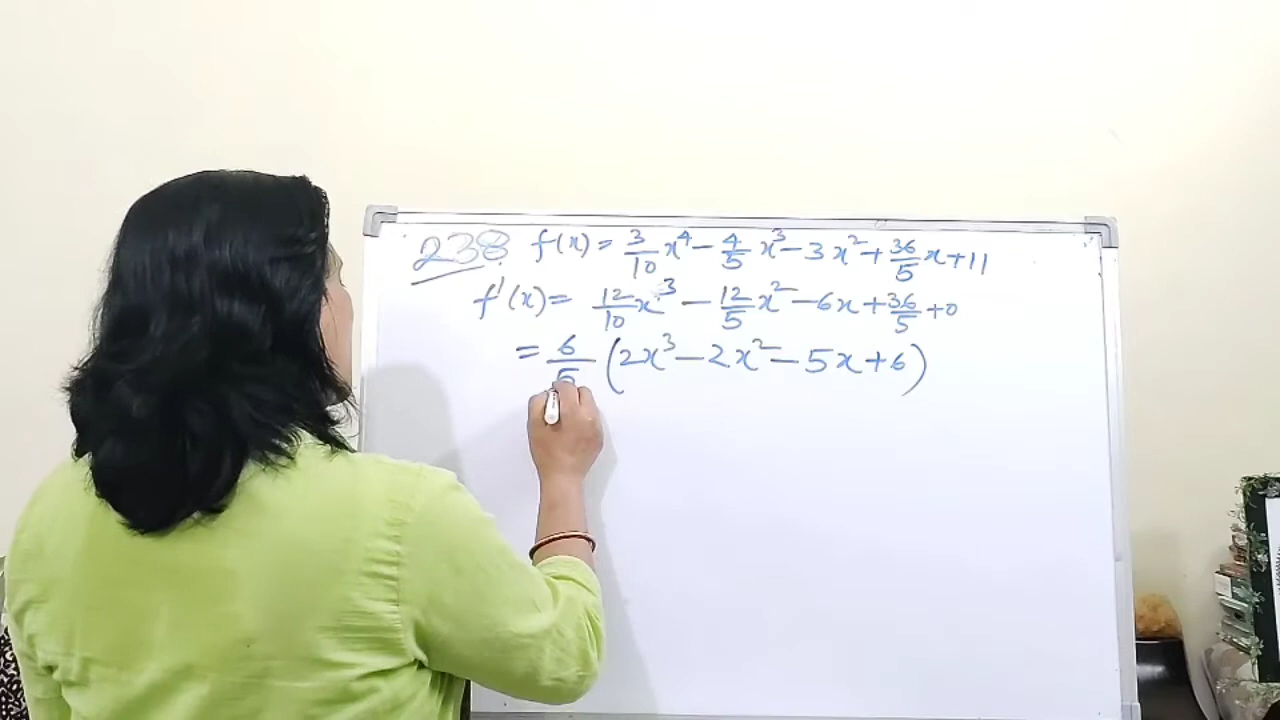 238 f(x) = 3/10 x⁴ - 4/5 x³ - 3x² + 36/5 x + 11
f'(x) = 12/10 x³ - 12/5 x² - 6x + 36/5 + 0
= 6/5 (2x³ - 2x² - 5x + 6)